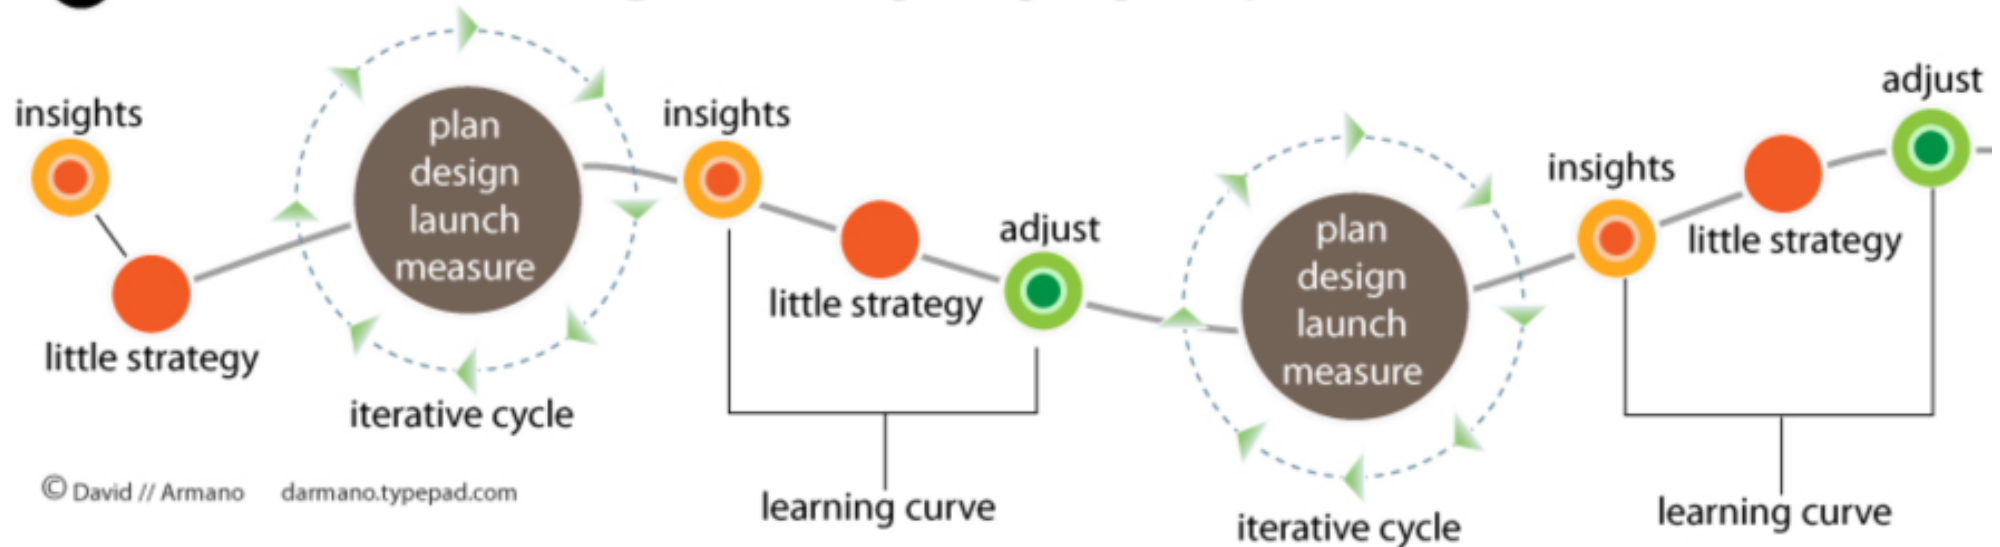 insights
little strategy
plan
design
launch
measure
iterative cycle
insights
little strategy
adjust
learning curve
plan
design
launch
measure
iterative cycle
insights
little strategy
adjust
learning curve
© David // Armano darmano.typepad.com